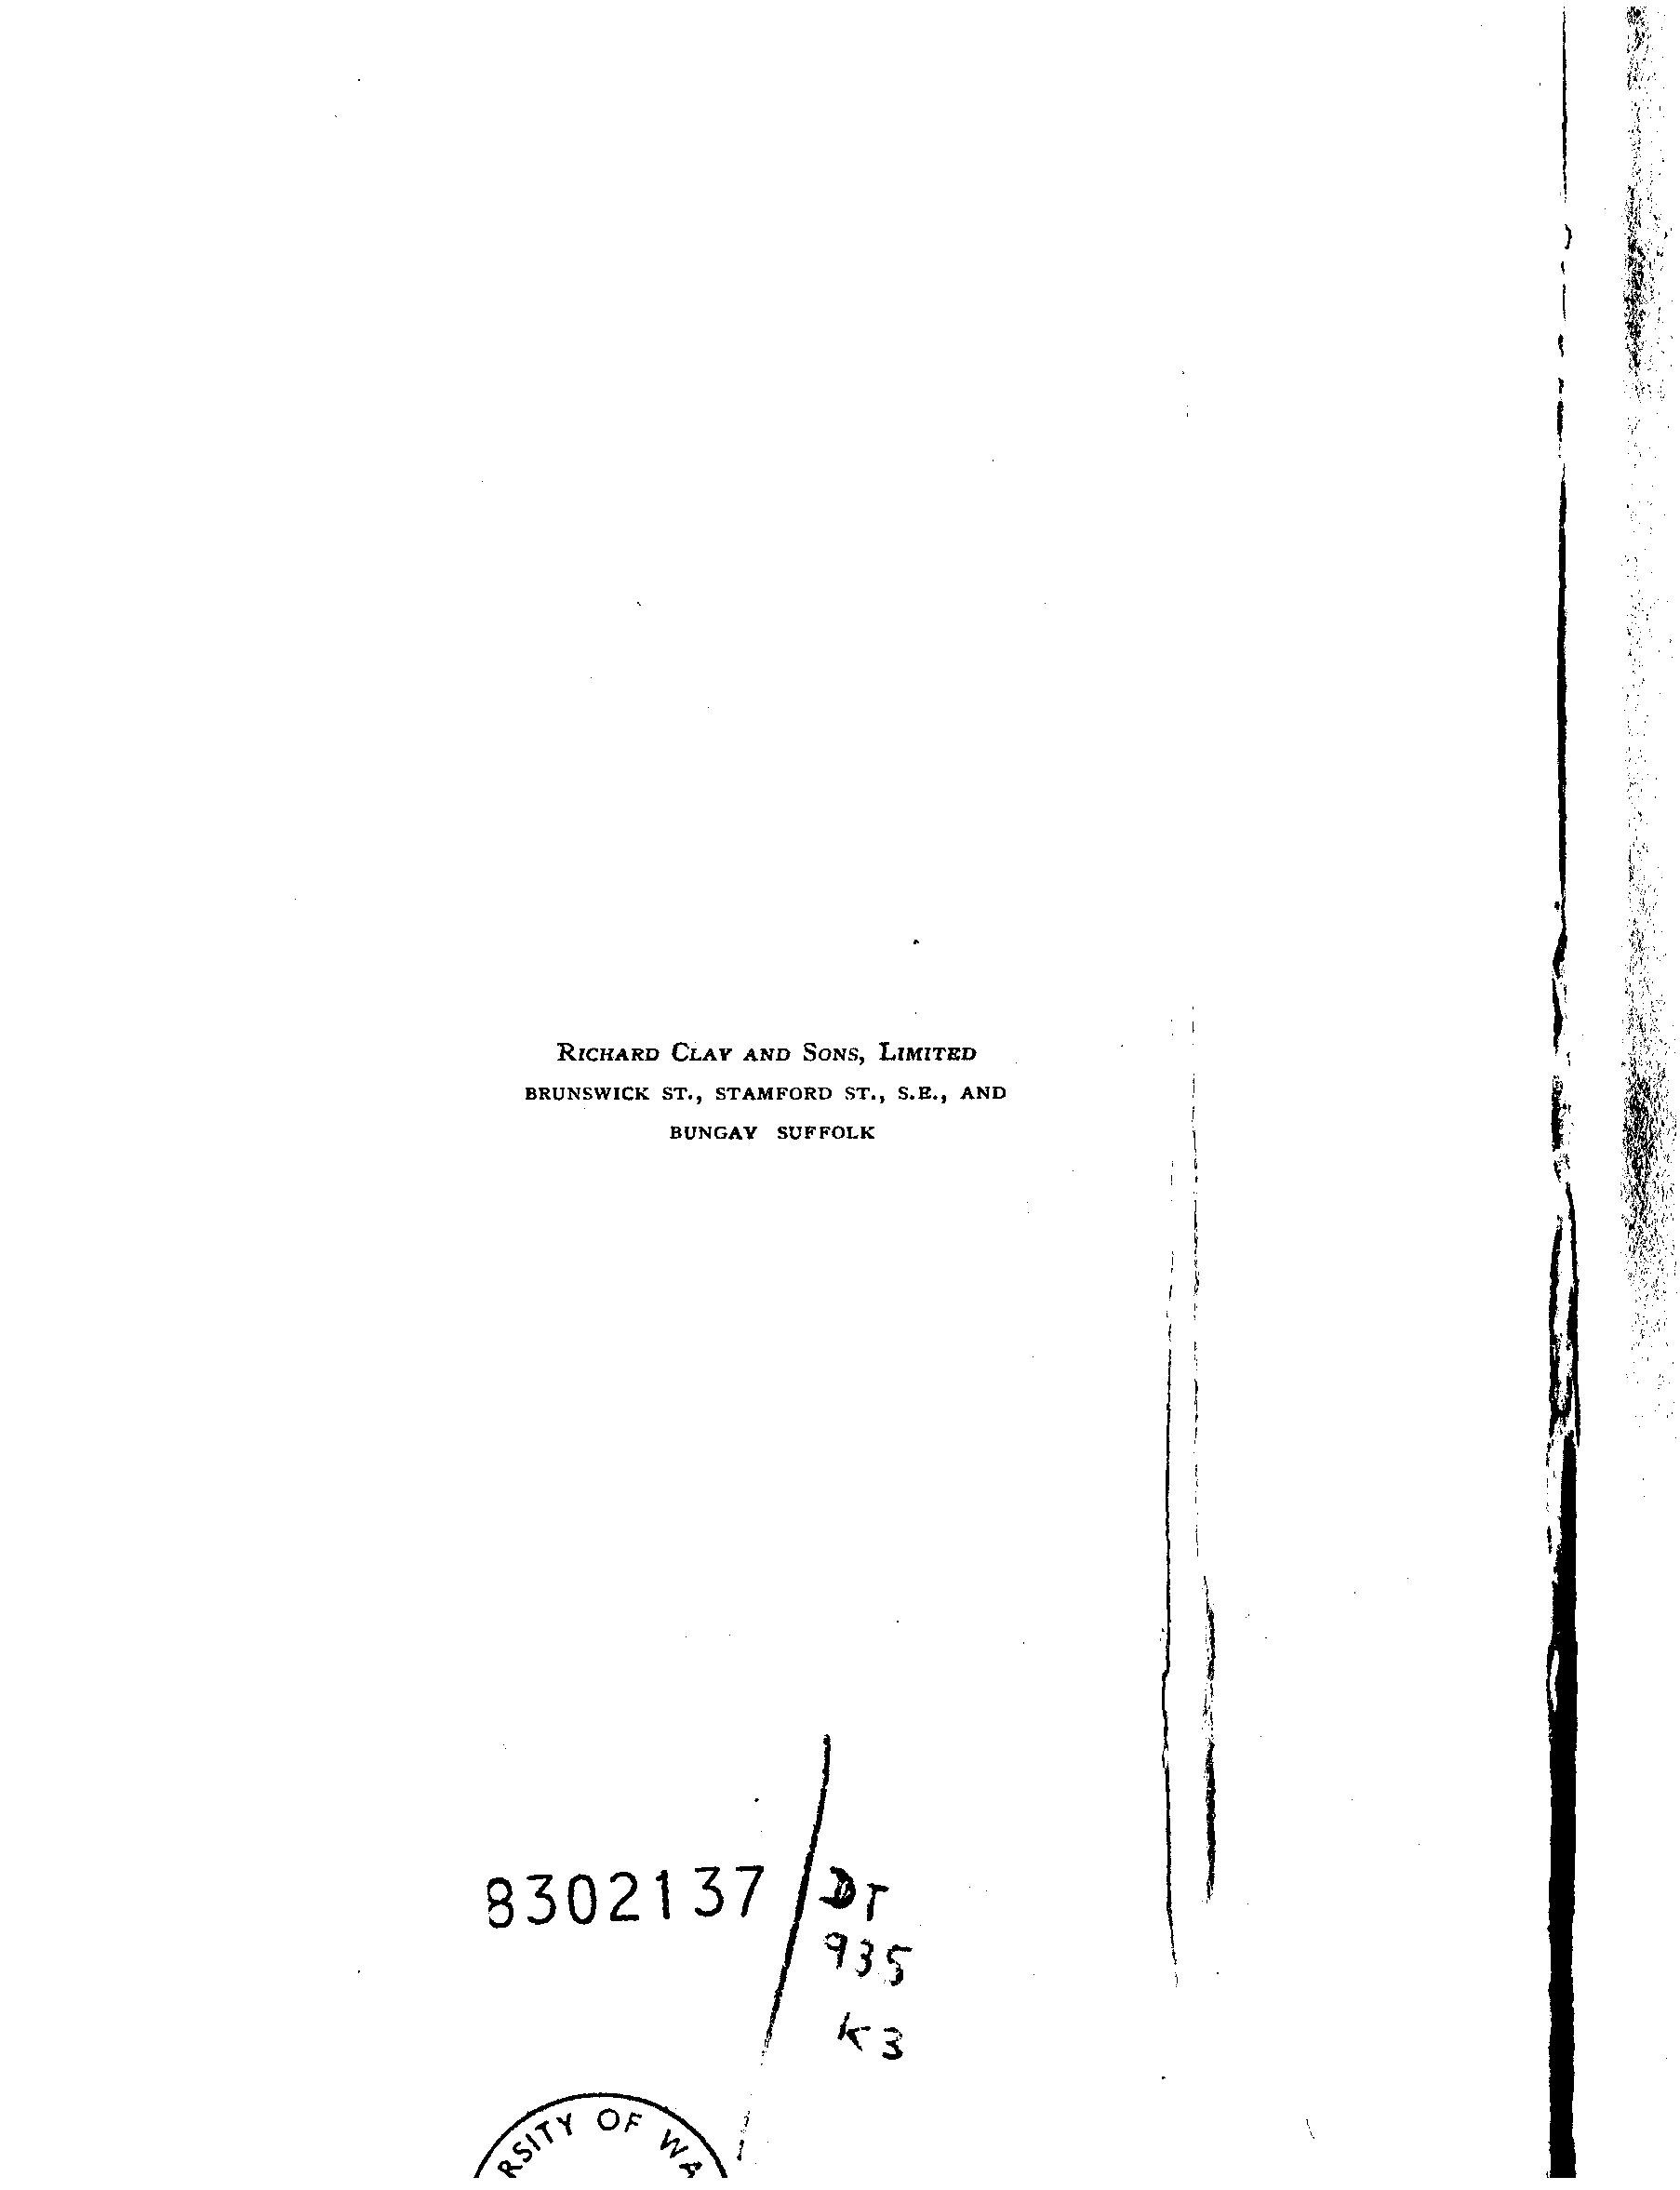 RICHARD CLAY AND SONS, LIMITED
BRUNSWICK ST., STAMFORD ST., S.E., AND
BUNGAY SUFFOLK
8302137
DT
935
K3
RSITY OF WA